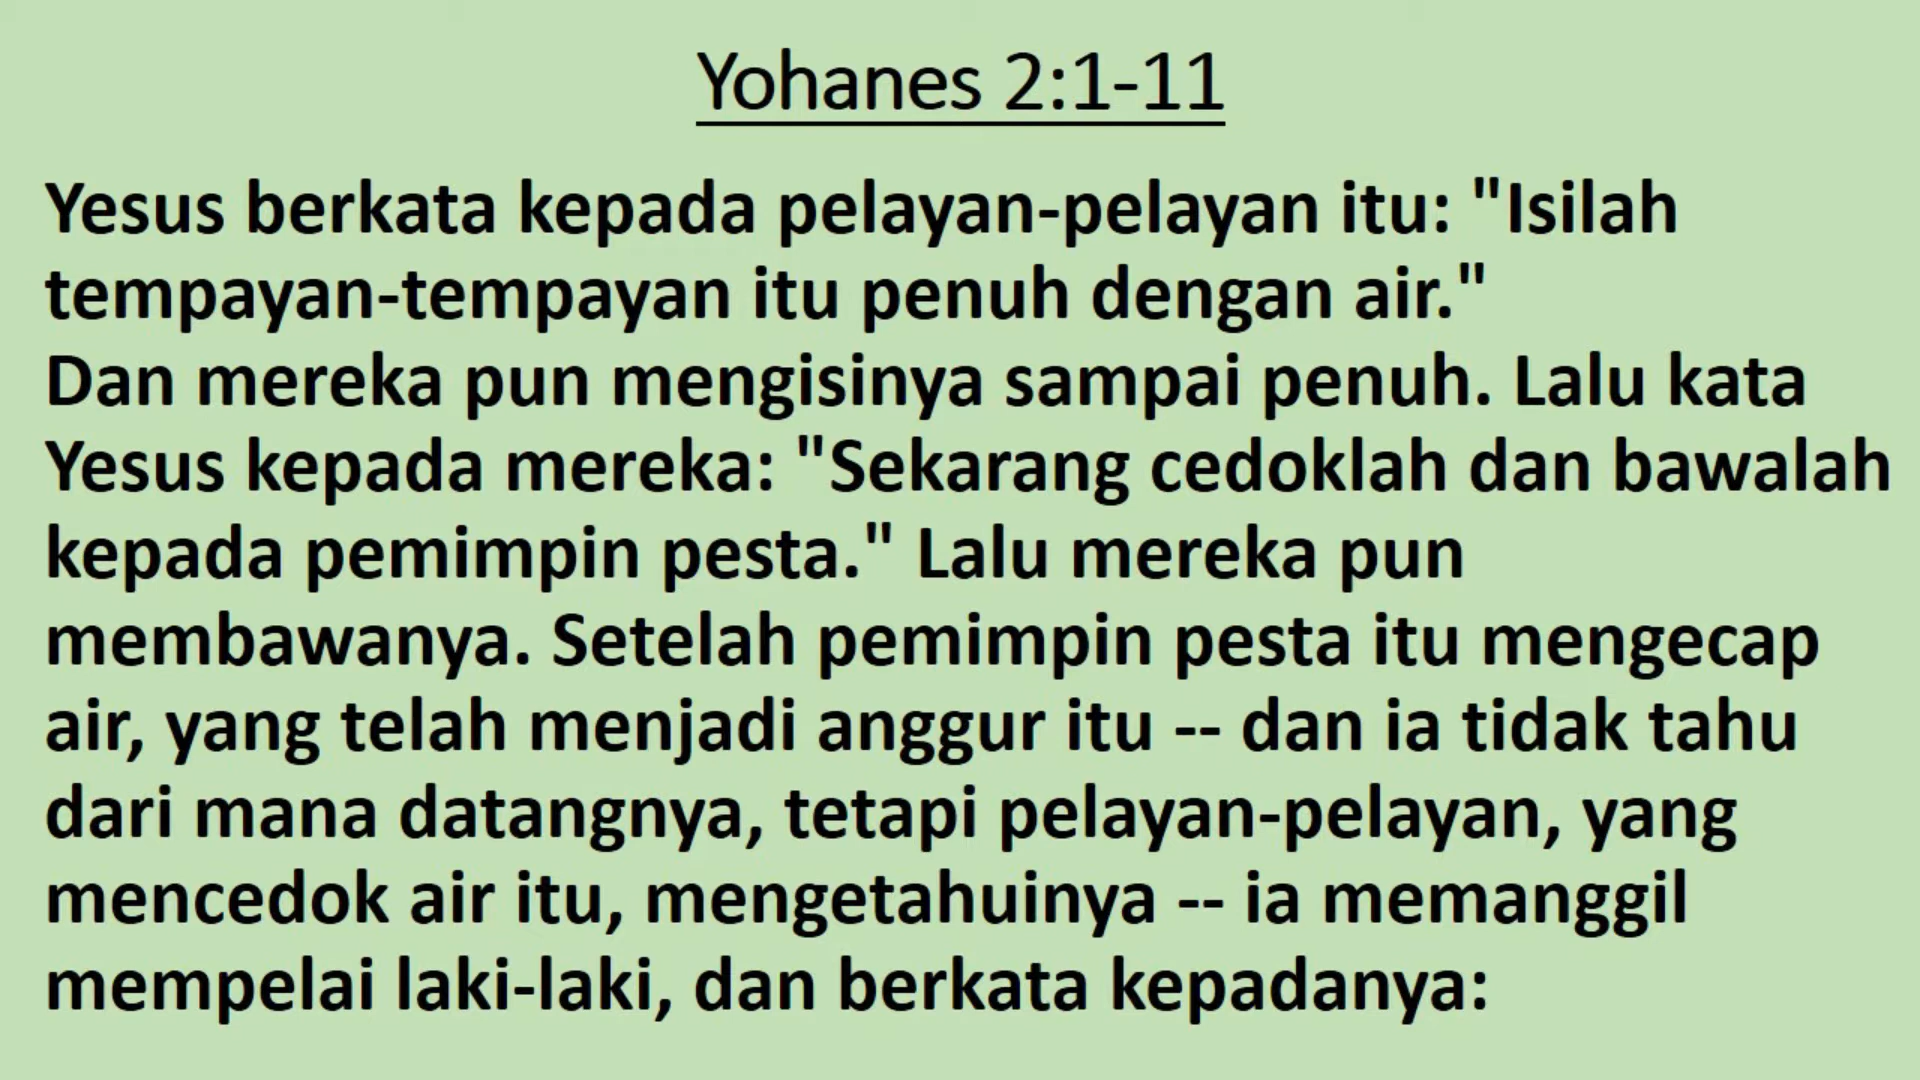 Yohanes 2:1-11
Yesus berkata kepada pelayan-pelayan itu: "Isilah
tempayan-tempayan itu penuh dengan air."
Dan mereka pun mengisinya sampai penuh. Lalu kata
Yesus kepada mereka: "Sekarang cedoklah dan bawalah
kepada pemimpin pesta." Lalu mereka pun
membawanya. Setelah pemimpin pesta itu mengecap
air, yang telah menjadi anggur itu -- dan ia tidak tahu
dari mana datangnya, tetapi pelayan-pelayan, yang
mencedok air itu, mengetahuinya -- ia memanggil
mempelai laki-laki, dan berkata kepadanya: